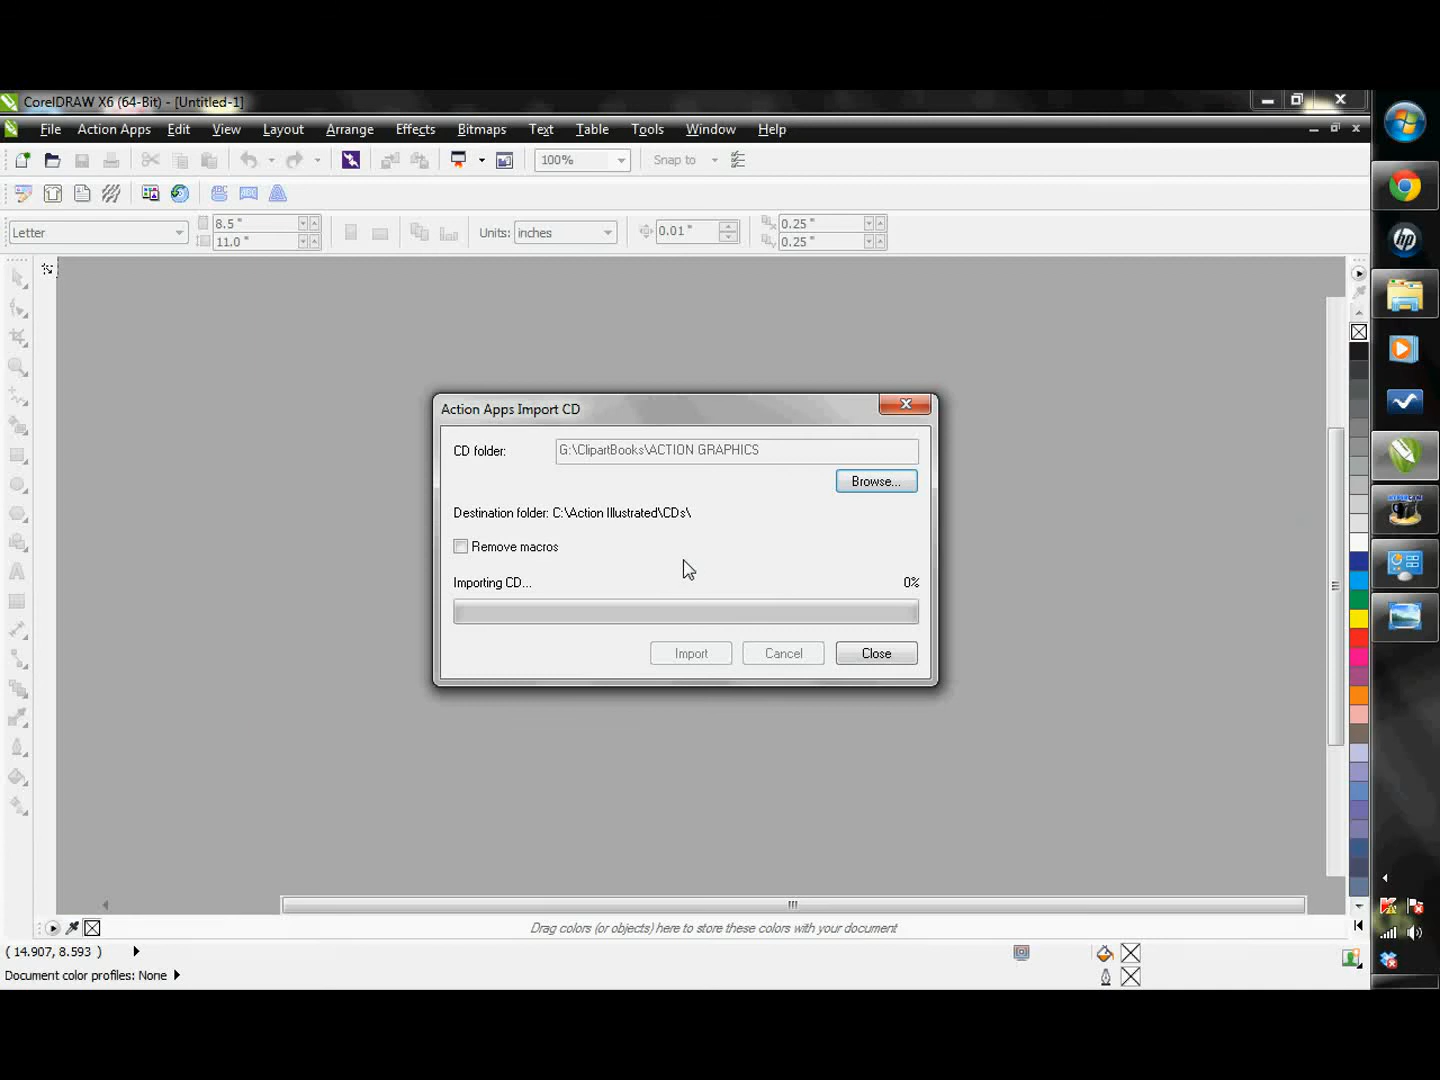 CorelDRAW X6 (64-Bit) - [Untitled-1]
File Action Apps Edit View Layout Arrange Effects Bitmaps Text Table Tools Window Help
100% Snap to
Letter 8.5 " 11.0 " Units: inches 0.01 " 0.25 " 0.25 "
Action Apps Import CD
CD folder: G:\ClipartBooks\ACTION GRAPHICS
Browse...
Destination folder: C:\Action Illustrated\CDs\
Remove macros
Importing CD... 0%
Import Cancel Close
Drag colors (or objects) here to store these colors with your document
( 14.907, 8.593 )
Document color profiles: None
hp